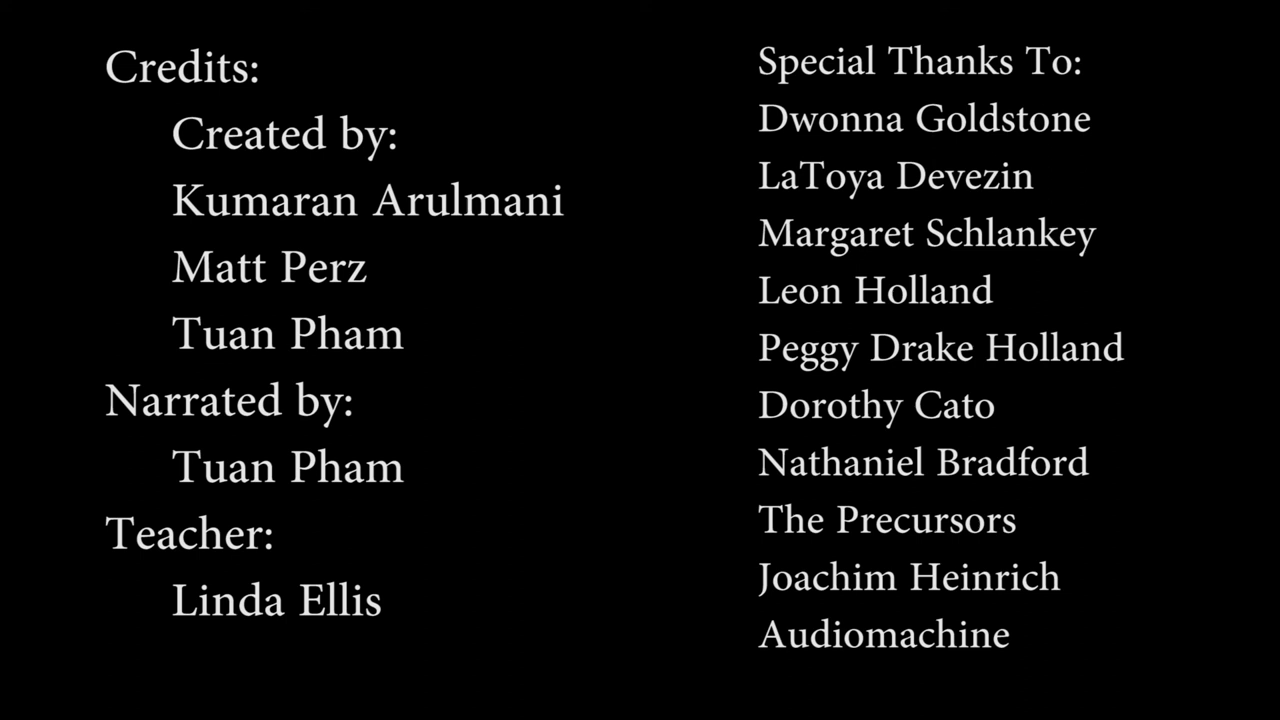 Credits:
Created by:
Kumaran Arulmani
Matt Perz
Tuan Pham
Narrated by:
Tuan Pham
Teacher:
Linda Ellis
Special Thanks To:
Dwonna Goldstone
LaToya Devezin
Margaret Schlankey
Leon Holland
Peggy Drake Holland
Dorothy Cato
Nathaniel Bradford
The Precursors
Joachim Heinrich
Audiomachine